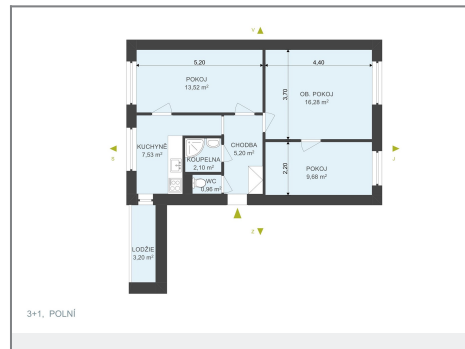 V
5,20
4,40
POKOJ
13,52 m²
3,70
OB. POKOJ
16,28 m²
KUCHYNĚ
7,53 m²
S
J
KOUPELNA
2,10 m²
CHODBA
5,20 m²
2,20
POKOJ
9,68 m²
WC
0,96 m²
Z
LODŽIE
3,20 m²
3+1, POLNÍ